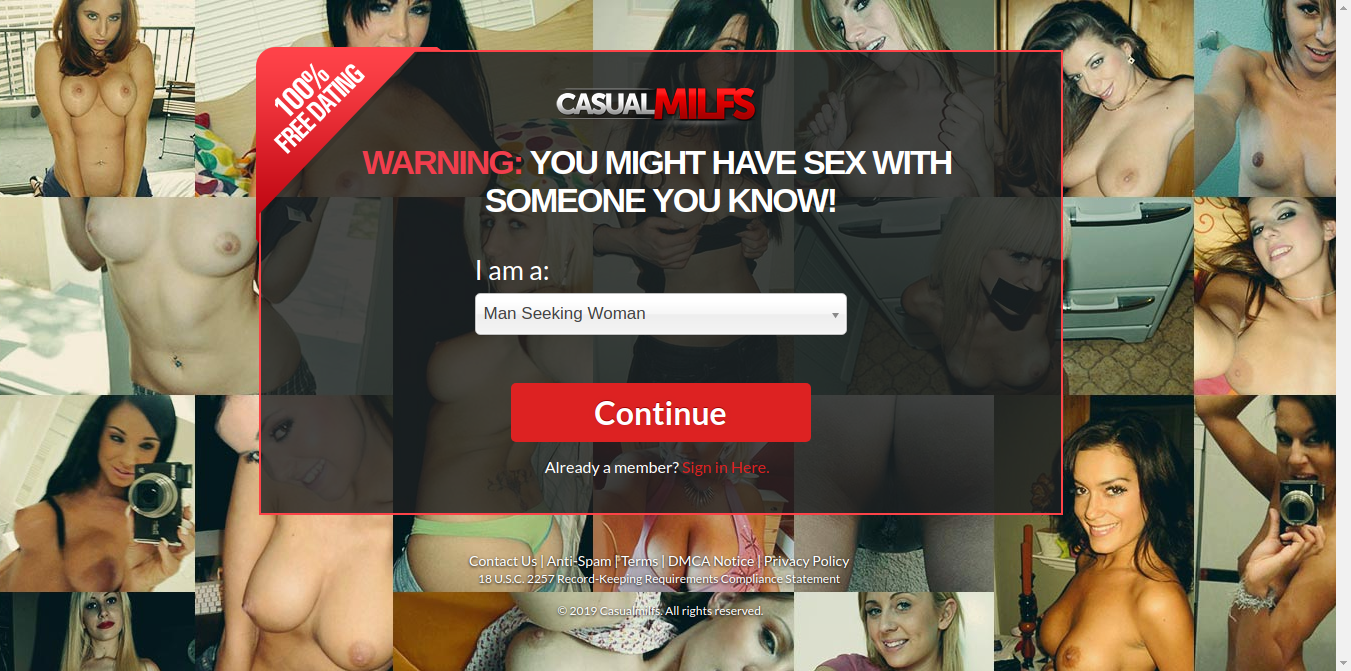 100%
FREE DATING
CASUALMILFS
WARNING: YOU MIGHT HAVE SEX WITH
SOMEONE YOU KNOW!
I am a:
Man Seeking Woman
Continue
Already a member? Sign in Here.
Contact Us | Anti-Spam | Terms | DMCA Notice | Privacy Policy
18 U.S.C. 2257 Record-Keeping Requirements Compliance Statement
© 2019 Casualmilfs. All rights reserved.